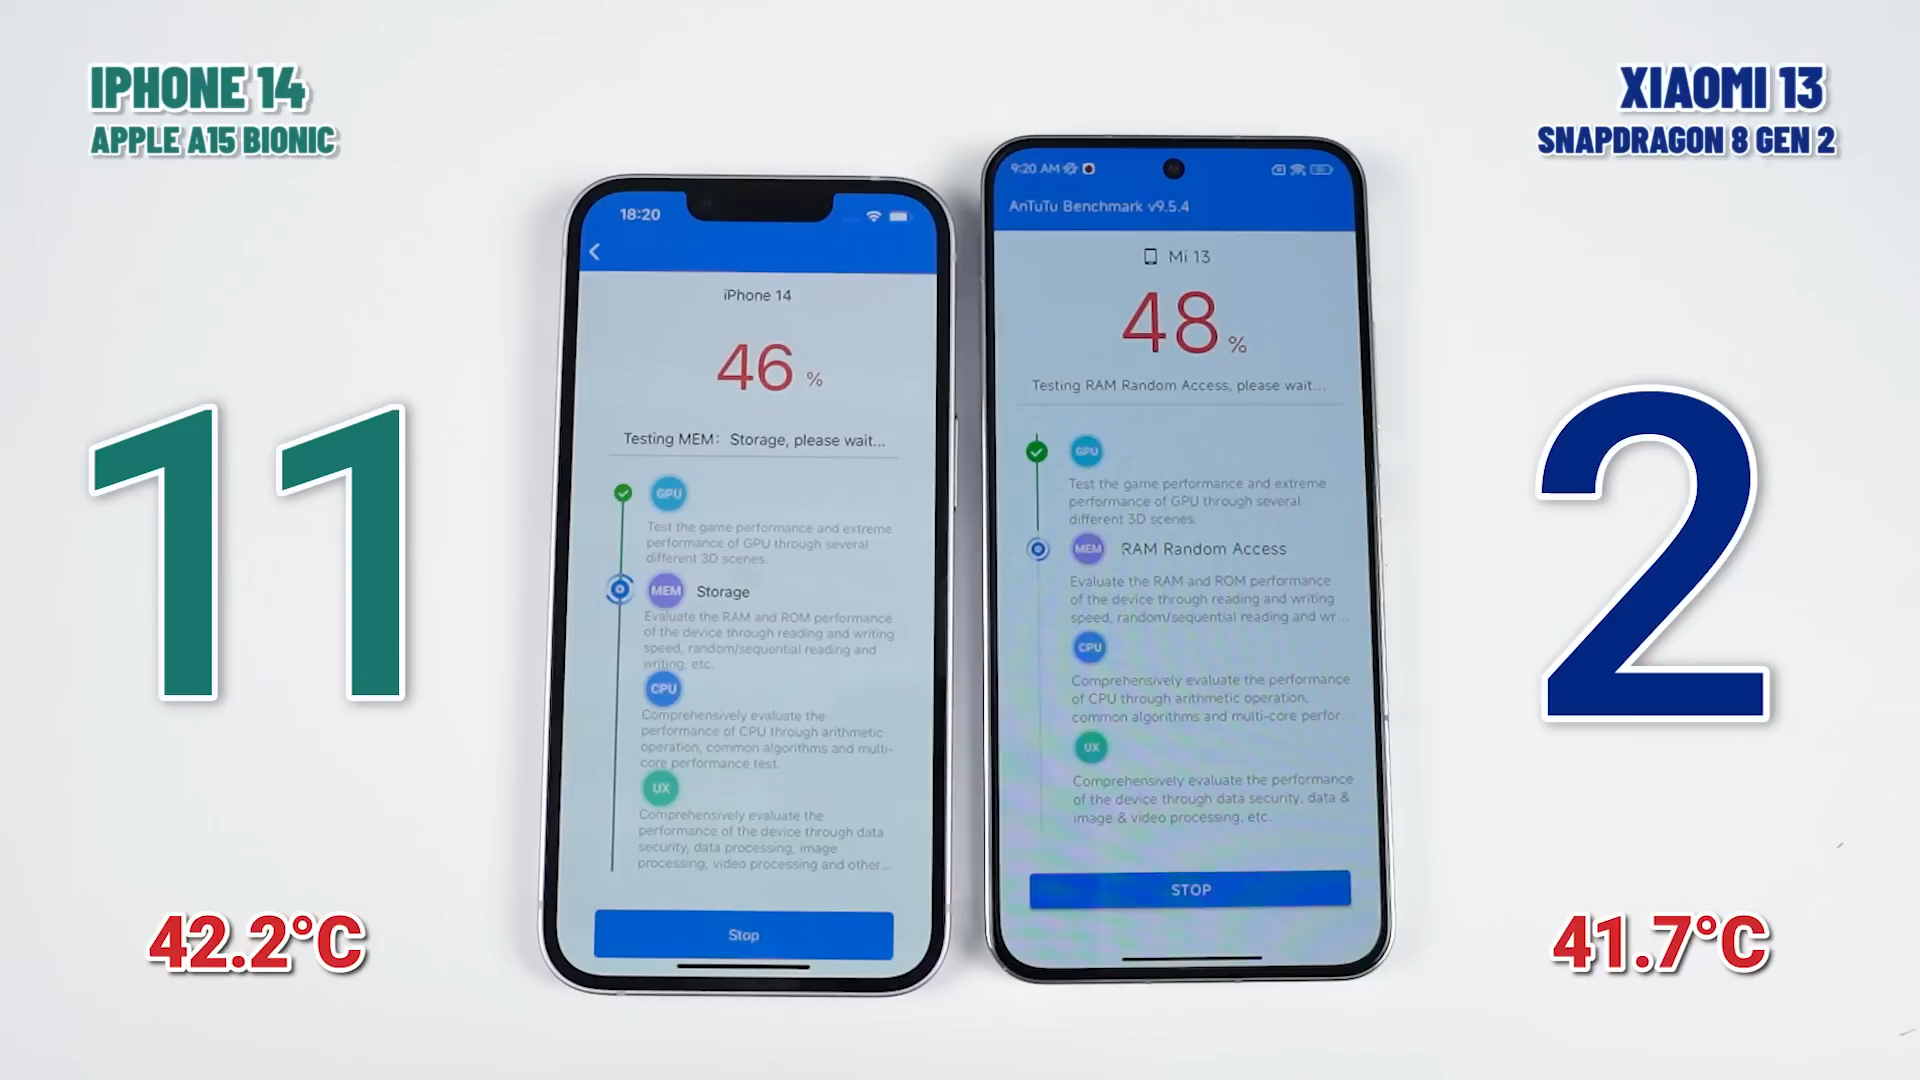 IPHONE 14
APPLE A15 BIONIC
11
42.2°C
18:20
iPhone 14
46 %
Testing MEM: Storage, please wait...
GPU
Test the game performance and extreme
performance of GPU through several
different 3D scenes.
MEM Storage
Evaluate the RAM and ROM performance
of the device through reading and writing
speed, random/sequential reading and
writing, etc.
CPU
Comprehensively evaluate the
performance of CPU through arithmetic
operation, common algorithms and multi-
core performance test.
UX
Comprehensively evaluate the
performance of the device through data
security, data processing, image
processing, video processing and other...
Stop
9:20 AM
AnTuTu Benchmark v9.5.4
Mi 13
48 %
Testing RAM Random Access, please wait...
GPU
Test the game performance and extreme
performance of GPU through several
different 3D scenes.
MEM RAM Random Access
Evaluate the RAM and ROM performance
of the device through reading and writing
speed, random/sequential reading and wr...
CPU
Comprehensively evaluate the performance
of CPU through arithmetic operation,
common algorithms and multi-core perfor...
UX
Comprehensively evaluate the performance
of the device through data security, data &
image & video processing, etc.
STOP
XIAOMI 13
SNAPDRAGON 8 GEN 2
2
41.7°C